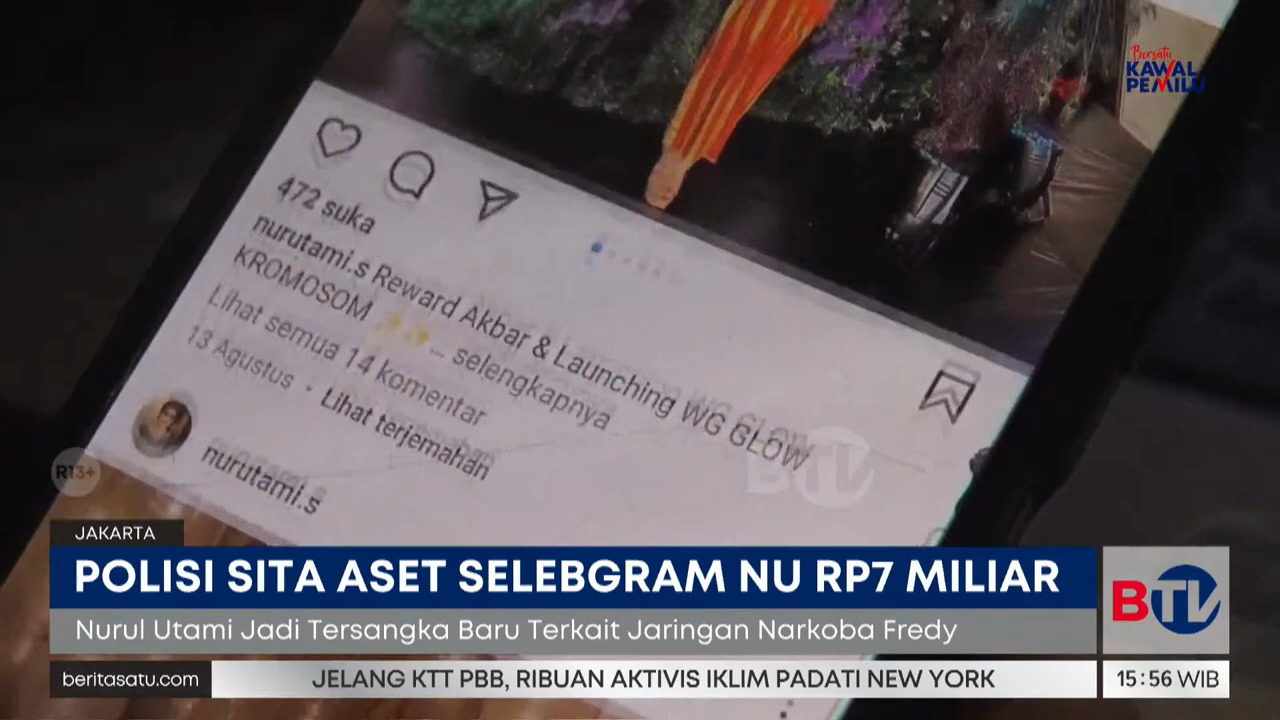 Bersatu
KAWAL
PEMILU
472 suka
nurutami.s Reward Akbar & Launching WG GLOW
KROMOSOM ✨✨... selengkapnya
Lihat semua 14 komentar
13 Agustus · Lihat terjemahan
nurutami.s
BTV
R13+
JAKARTA
POLISI SITA ASET SELEBGRAM NU RP7 MILIAR
Nurul Utami Jadi Tersangka Baru Terkait Jaringan Narkoba Fredy
BTV
beritasatu.com
JELANG KTT PBB, RIBUAN AKTIVIS IKLIM PADATI NEW YORK
15:56 WIB